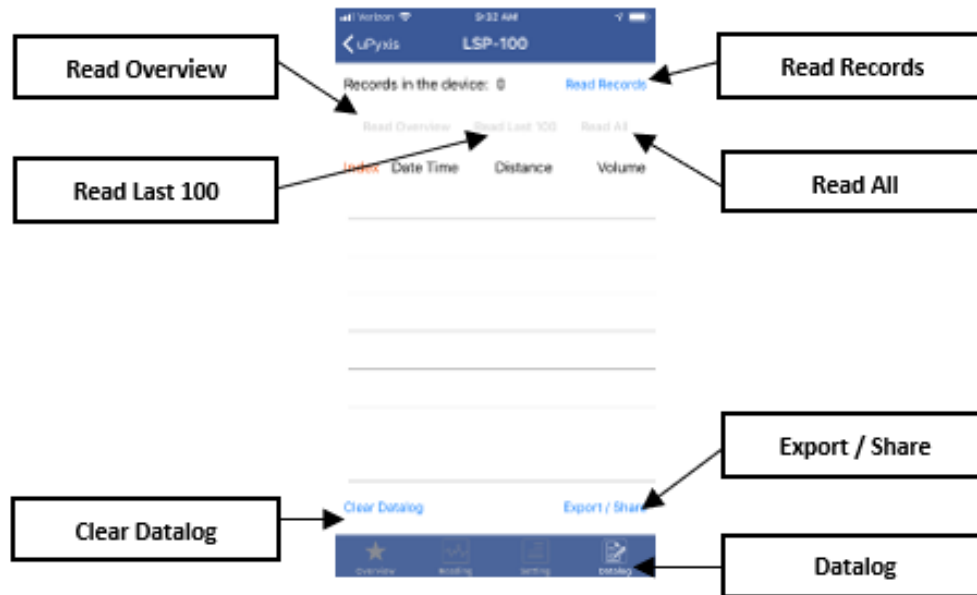 Verizon 9:32 AM
uPyxis LSP-100
Read Overview
Records in the device: 0 Read Records
Read Records
Read Overview Read Last 100 Read All
Read Last 100
Index Date Time Distance Volume
Read All
Export / Share
Clear Datalog Export / Share
Clear Datalog
Overview Reading Setting Datalog
Datalog